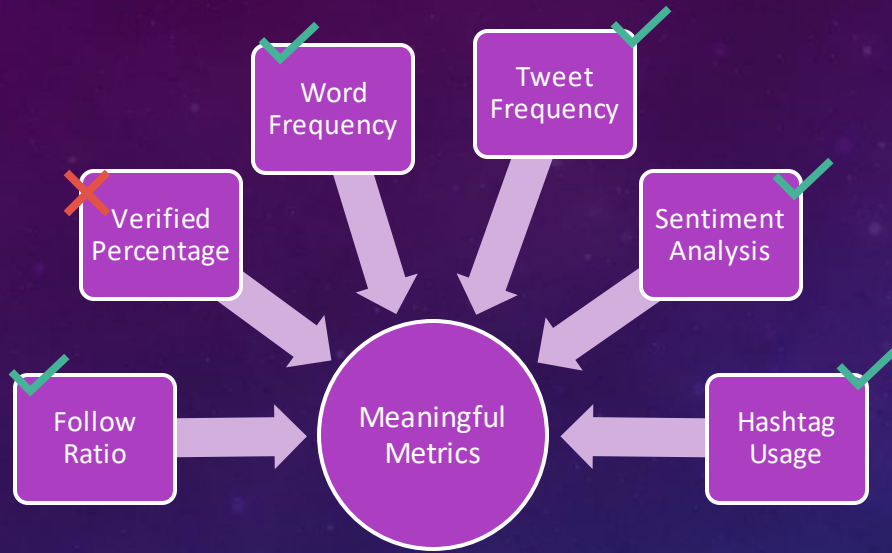 Word
Frequency
Tweet
Frequency
Verified
Percentage
Sentiment
Analysis
Follow
Ratio
Meaningful
Metrics
Hashtag
Usage